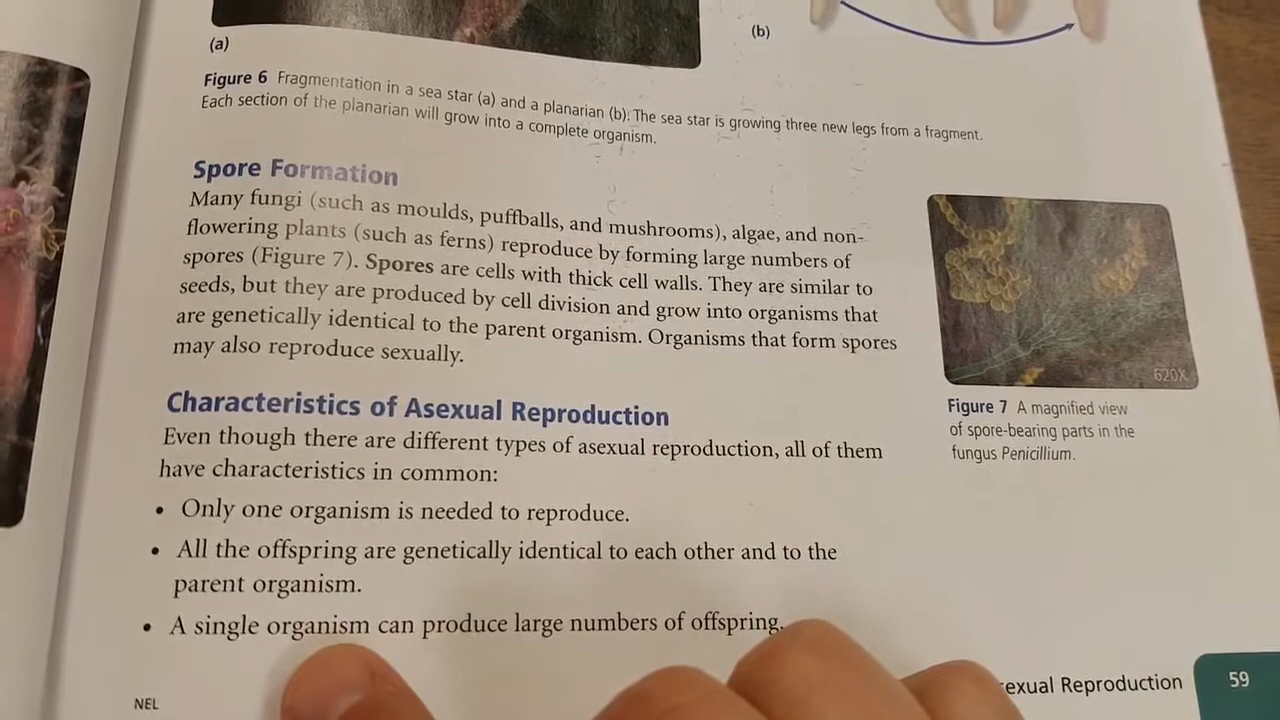 (a)
(b)
Figure 6 Fragmentation in a sea star (a) and a planarian (b): The sea star is growing three new legs from a fragment.
Each section of the planarian will grow into a complete organism.
Spore Formation
Many fungi (such as moulds, puffballs, and mushrooms), algae, and non-
flowering plants (such as ferns) reproduce by forming large numbers of
spores (Figure 7). Spores are cells with thick cell walls. They are similar to
seeds, but they are produced by cell division and grow into organisms that
are genetically identical to the parent organism. Organisms that form spores
may also reproduce sexually.
620X
Figure 7 A magnified view
of spore-bearing parts in the
fungus Penicillium.
Characteristics of Asexual Reproduction
Even though there are different types of asexual reproduction, all of them
have characteristics in common:
• Only one organism is needed to reproduce.
• All the offspring are genetically identical to each other and to the
parent organism.
• A single organism can produce large numbers of offspring.
NEL
exual Reproduction 59